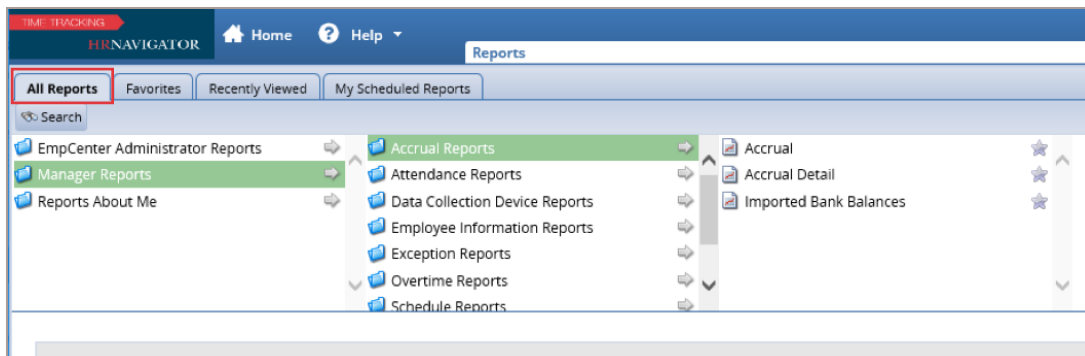 TIME TRACKING
HRNAVIGATOR
Home
Help
Reports
All Reports
Favorites
Recently Viewed
My Scheduled Reports
Search
EmpCenter Administrator Reports
Manager Reports
Reports About Me
Accrual Reports
Attendance Reports
Data Collection Device Reports
Employee Information Reports
Exception Reports
Overtime Reports
Schedule Reports
Accrual
Accrual Detail
Imported Bank Balances